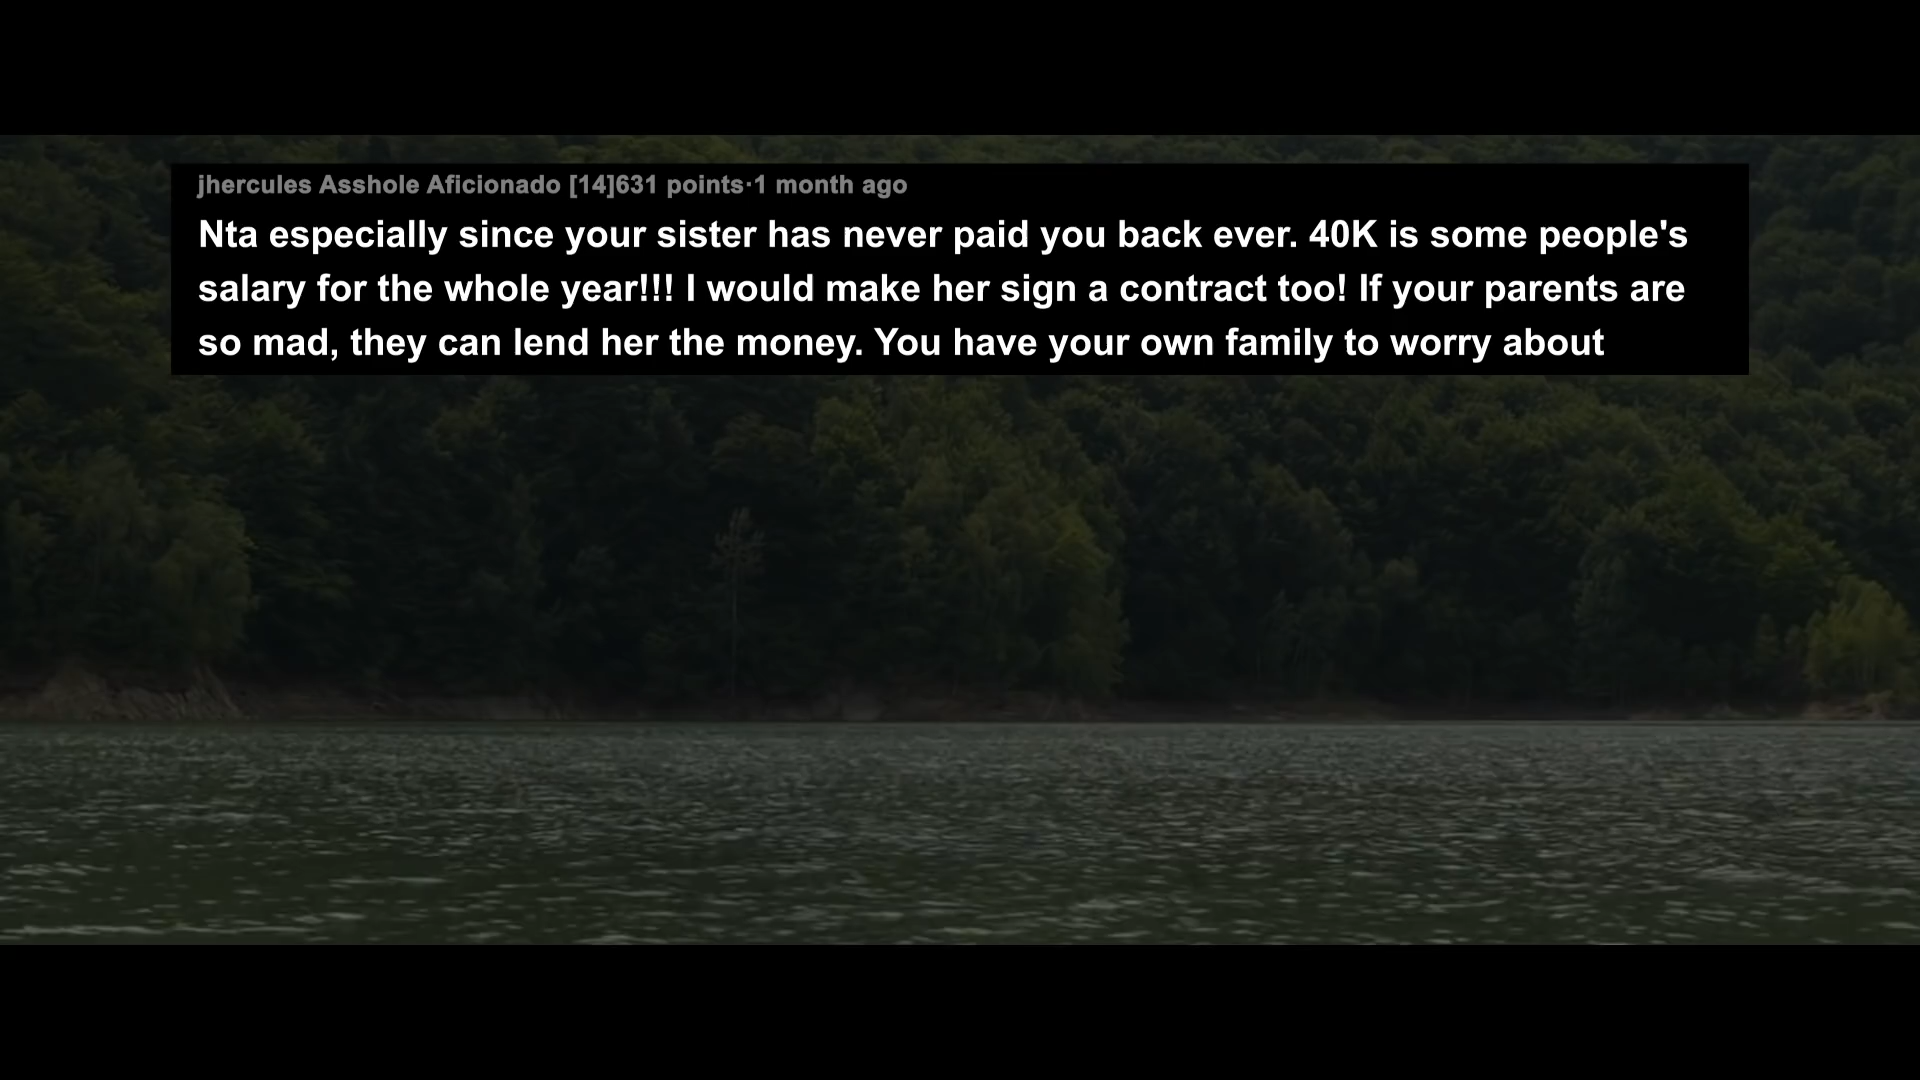 jhercules Asshole Aficionado [14]631 points·1 month ago
Nta especially since your sister has never paid you back ever. 40K is some people's
salary for the whole year!!! I would make her sign a contract too! If your parents are
so mad, they can lend her the money. You have your own family to worry about